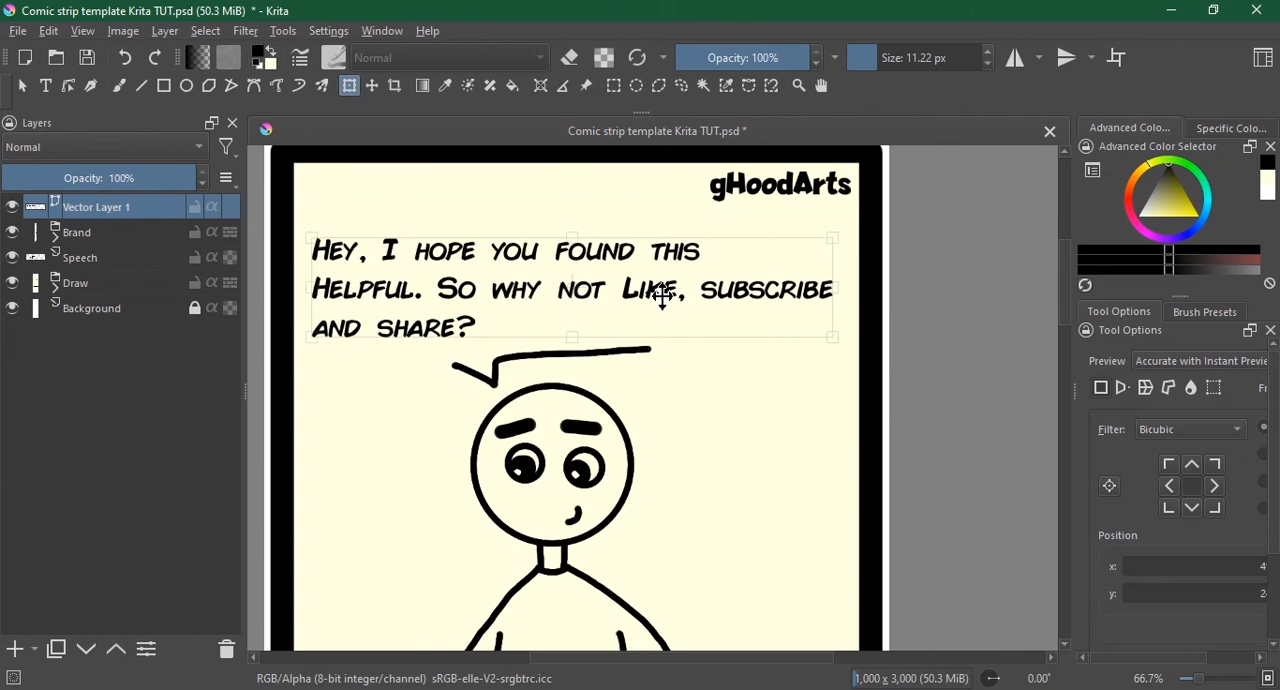 Comic strip template Krita TUT.psd (50.3 MiB) * - Krita
File Edit View Image Layer Select Filter Tools Settings Windows Help
Normal Opacity: 100% Size: 11.22 px
Layers
Comic strip template Krita TUT.psd *
Advanced Colo... Specific Colo...
Normal
Advanced Color Selector
Opacity: 100%
gHoodArts
Vector Layer 1
Brand
Speech
Draw
Background
Hey, I hope you found this
Helpful. So why not Like, subscribe
and share?
Tool Options Brush Presets
Tool Options
Preview Accurate with Instant Previe
Fr
Filter: Bicubic
Position
x: 4
y: 2
RGB/Alpha (8-bit integer/channel) sRGB-elle-V2-srgbtrc.icc
1,000 x 3,000 (50.3 MiB) 0.00° 66.7%